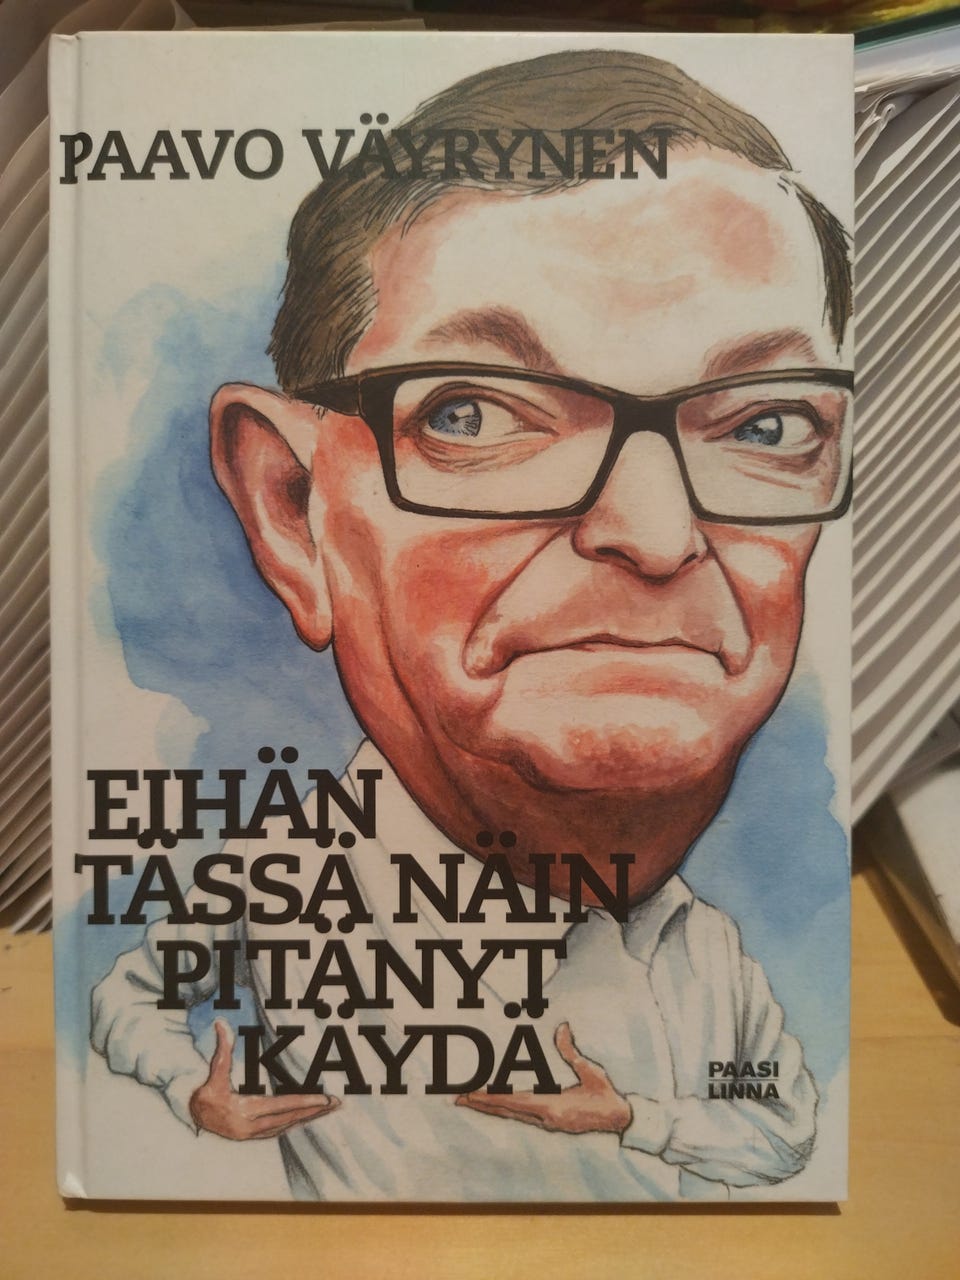 PAAVO VÄYRYNEN
EIHÄN
TÄSSÄ NÄIN
PITÄNYT
KÄYDÄ
PAASI
LINNA